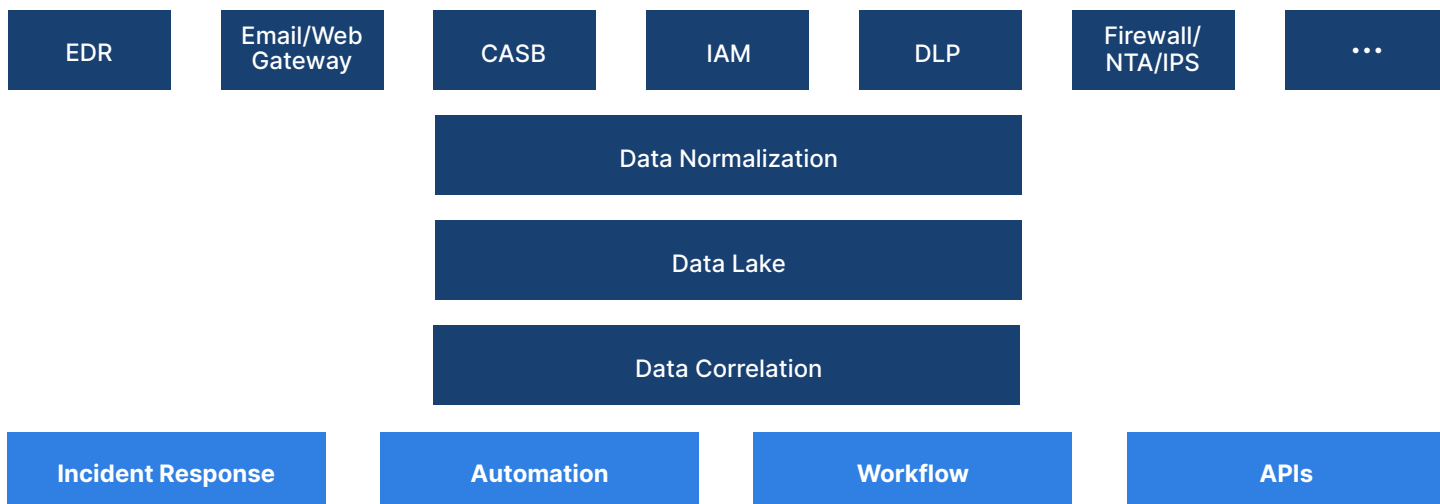 EDR
Email/Web
Gateway
CASB
IAM
DLP
Firewall/
NTA/IPS
...
Data Normalization
Data Lake
Data Correlation
Incident Response
Automation
Workflow
APIs